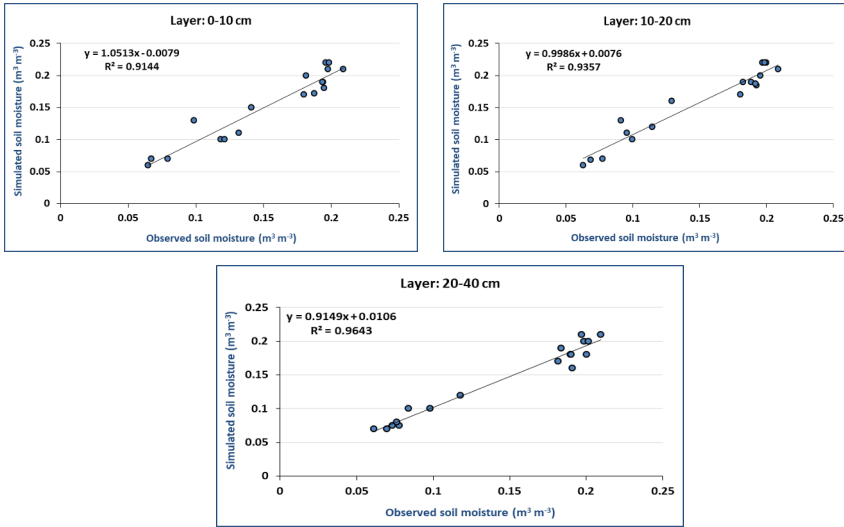 Layer: 0-10 cm
y = 1.0513x - 0.0079
R² = 0.9144
Simulated soil moisture (m³ m⁻³)
0.25
0.2
0.15
0.1
0.05
0
0 0.05 0.1 0.15 0.2 0.25
Observed soil moisture (m³ m⁻³)
Layer: 10-20 cm
y = 0.9986x + 0.0076
R² = 0.9357
Simulated soil moisture (m³ m⁻³)
0.25
0.2
0.15
0.1
0.05
0
0 0.05 0.1 0.15 0.2 0.25
Observed soil moisture (m³ m⁻³)
Layer: 20-40 cm
y = 0.9149x + 0.0106
R² = 0.9643
Simulated soil moisture (m³ m⁻³)
0.25
0.2
0.15
0.1
0.05
0
0 0.05 0.1 0.15 0.2 0.25
Observed soil moisture (m³ m⁻³)